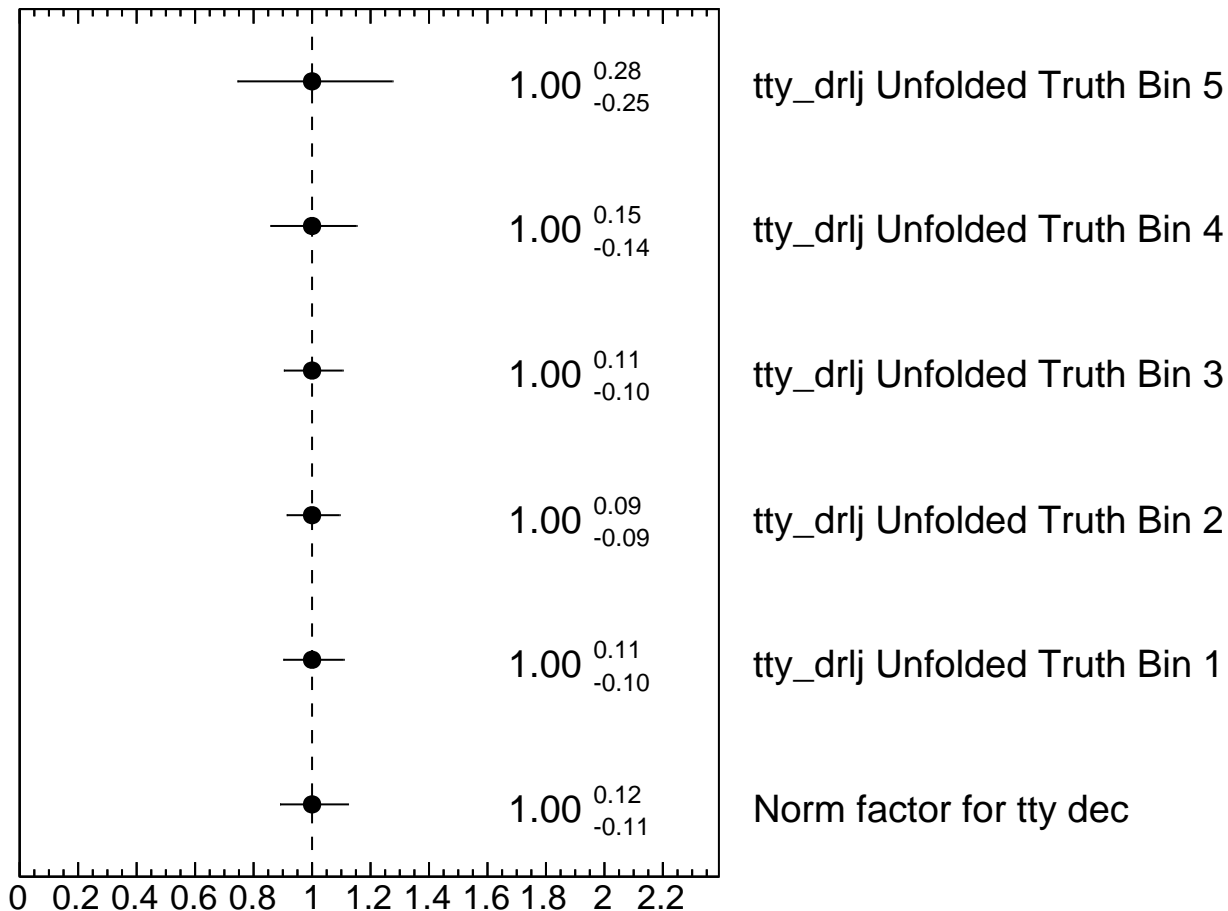 1.00 0.28 -0.25 tty_drlj Unfolded Truth Bin 5
1.00 0.15 -0.14 tty_drlj Unfolded Truth Bin 4
1.00 0.11 -0.10 tty_drlj Unfolded Truth Bin 3
1.00 0.09 -0.09 tty_drlj Unfolded Truth Bin 2
1.00 0.11 -0.10 tty_drlj Unfolded Truth Bin 1
1.00 0.12 -0.11 Norm factor for tty dec
0 0.2 0.4 0.6 0.8 1 1.2 1.4 1.6 1.8 2 2.2